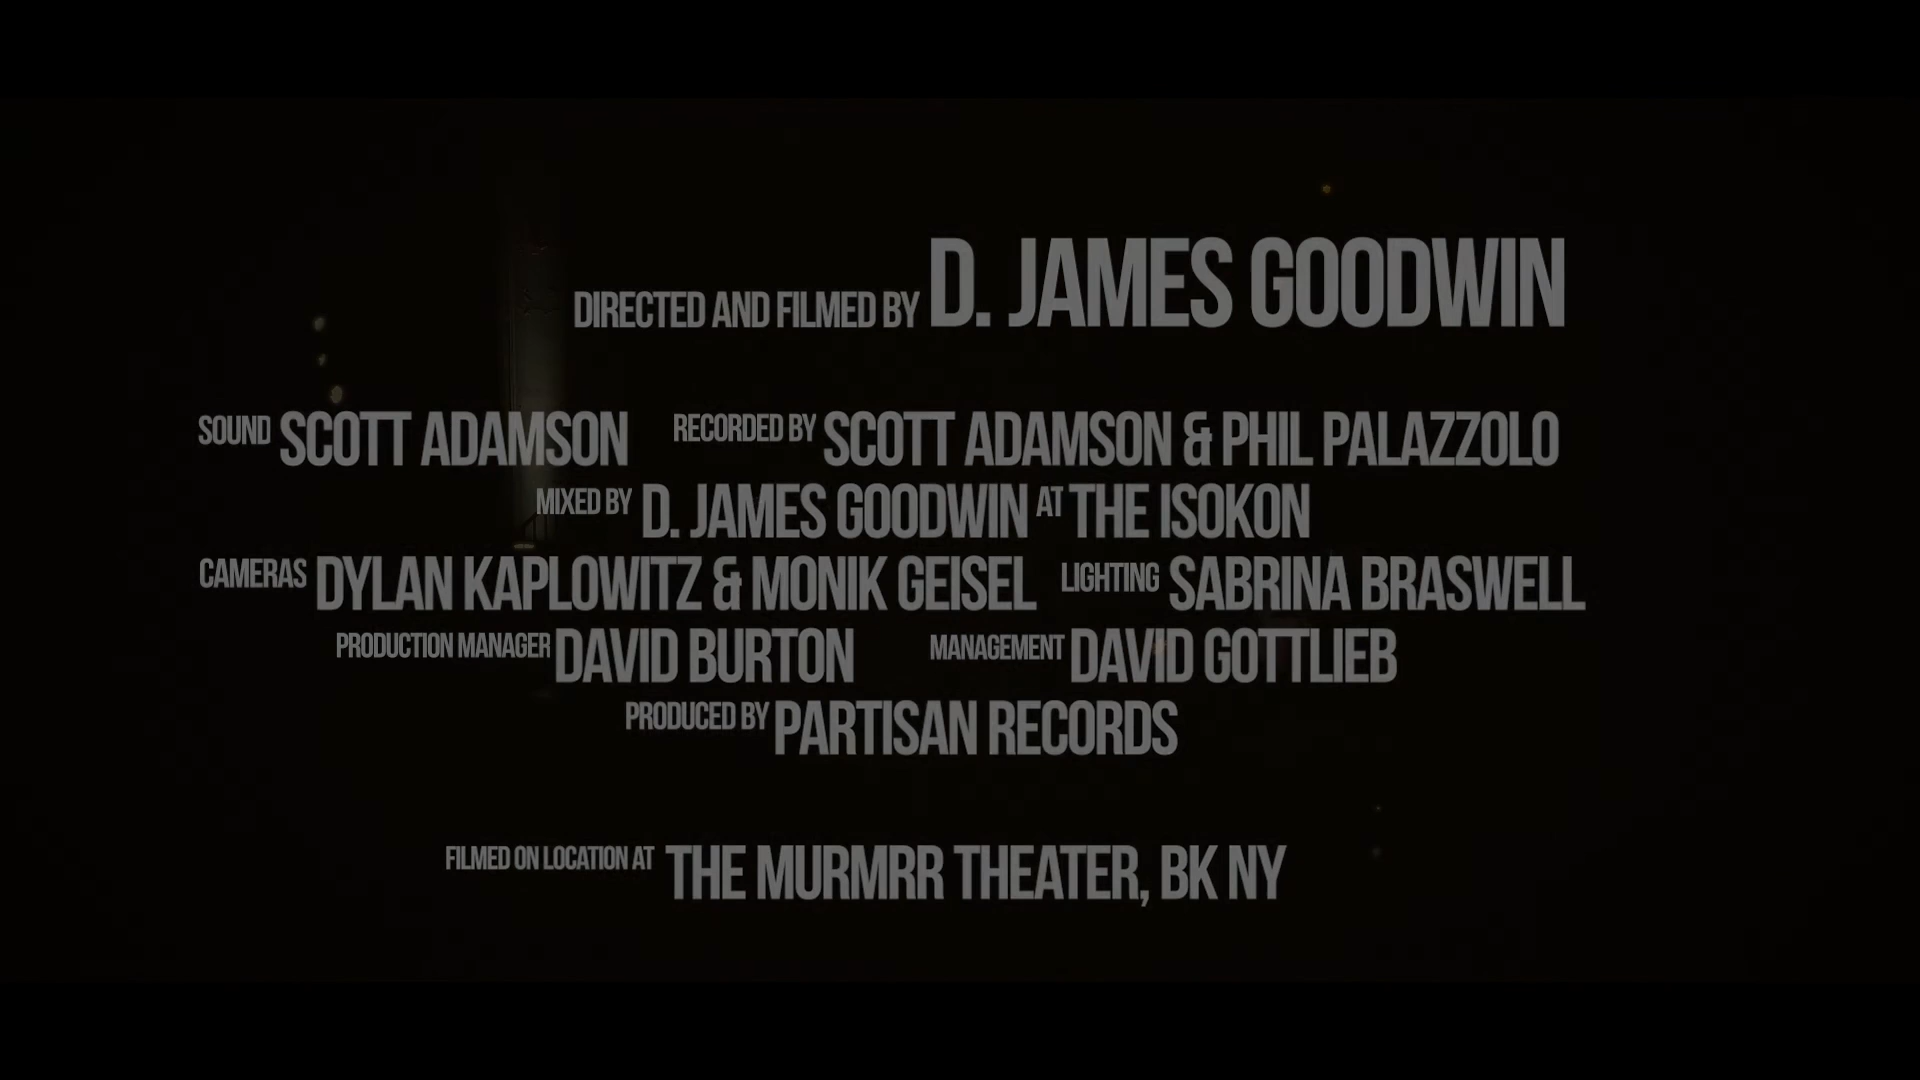 DIRECTED AND FILMED BY D. JAMES GOODWIN
SOUND SCOTT ADAMSON RECORDED BY SCOTT ADAMSON & PHIL PALAZZOLO
MIXED BY D. JAMES GOODWIN AT THE ISOKON
CAMERAS DYLAN KAPLOWITZ & MONIK GEISEL LIGHTING SABRINA BRASWELL
PRODUCTION MANAGER DAVID BURTON MANAGEMENT DAVID GOTTLIEB
PRODUCED BY PARTISAN RECORDS
FILMED ON LOCATION AT THE MURMRR THEATER, BK NY